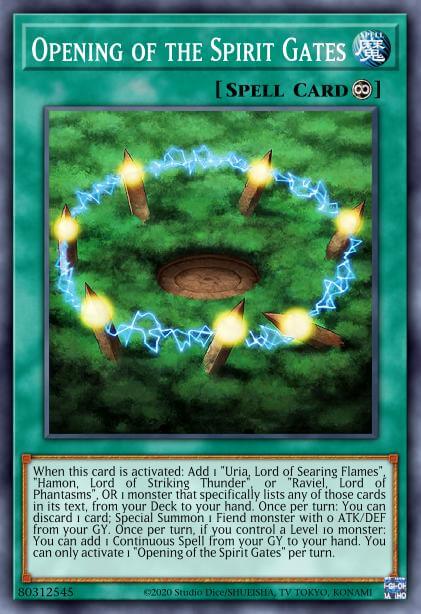 OPENING OF THE SPIRIT GATES
SPELL
魔
[SPELL CARD]
When this card is activated: Add 1 "Uria, Lord of Searing Flames",
"Hamon, Lord of Striking Thunder", or "Raviel, Lord of
Phantasms", OR 1 monster that specifically lists any of those cards
in its text, from your Deck to your hand. Once per turn: You can
discard 1 card; Special Summon 1 Fiend monster with 0 ATK/DEF
from your GY. Once per turn, if you control a Level 10 monster:
You can add 1 Continuous Spell from your GY to your hand. You
can only activate 1 "Opening of the Spirit Gates" per turn.
80312545
©2020 Studio Dice/SHUEISHA, TV TOKYO, KONAMI